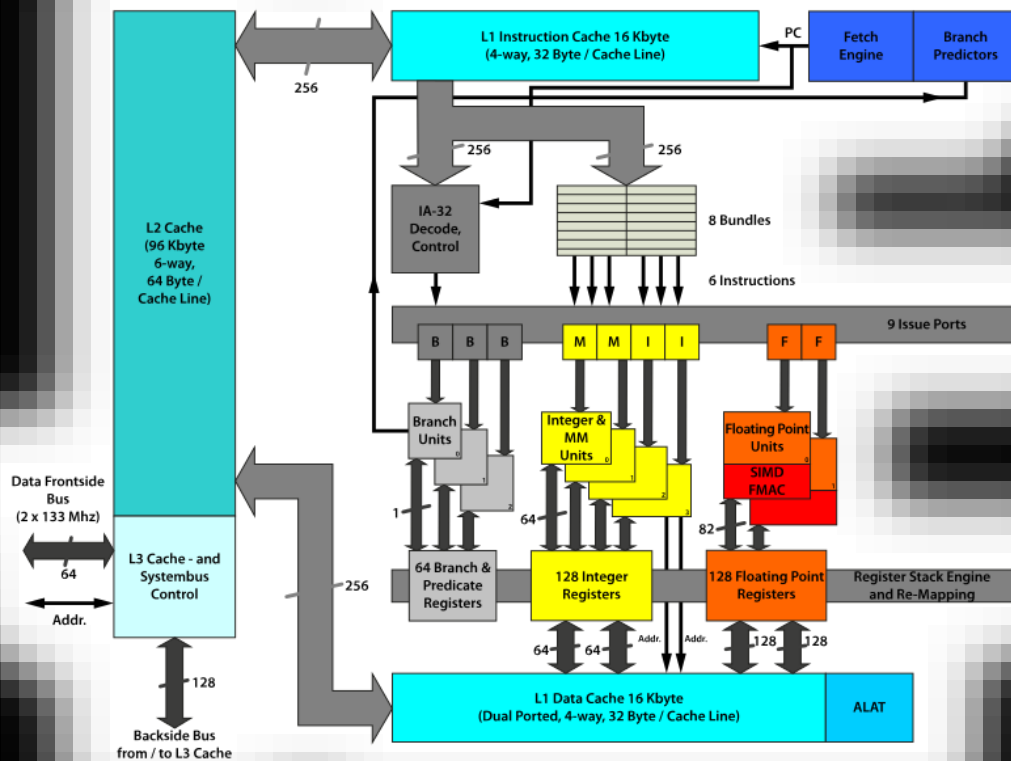 L1 Instruction Cache 16 Kbyte
(4-way, 32 Byte / Cache Line)
PC
Fetch
Engine
Branch
Predictors
256
256
256
L2 Cache
(96 Kbyte
6-way,
64 Byte /
Cache Line)
IA-32
Decode,
Control
8 Bundles
6 Instructions
9 Issue Ports
B B B
M M I I
F F
Branch
Units
0
1
2
Integer &
MM
Units
0
1
2
3
Floating Point
Units
0
SIMD
FMAC
1
Data Frontside
Bus
(2 x 133 Mhz)
64
Addr.
L3 Cache - and
Systembus
Control
1
64
82
256
64 Branch &
Predicate
Registers
128 Integer
Registers
128 Floating Point
Registers
Register Stack Engine
and Re-Mapping
64
64
Addr.
Addr.
128
128
128
L1 Data Cache 16 Kbyte
(Dual Ported, 4-way, 32 Byte / Cache Line)
ALAT
Backside Bus
from / to L3 Cache